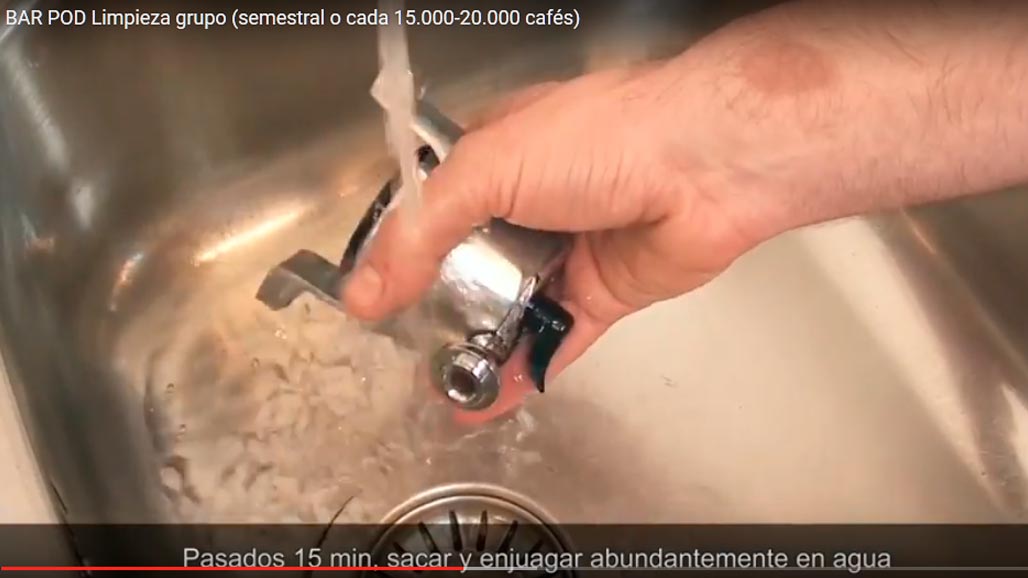 BAR POD Limpieza grupo (semestral o cada 15.000-20.000 cafés)
Pasados 15 min. sacar y enjuagar abundantemente en agua